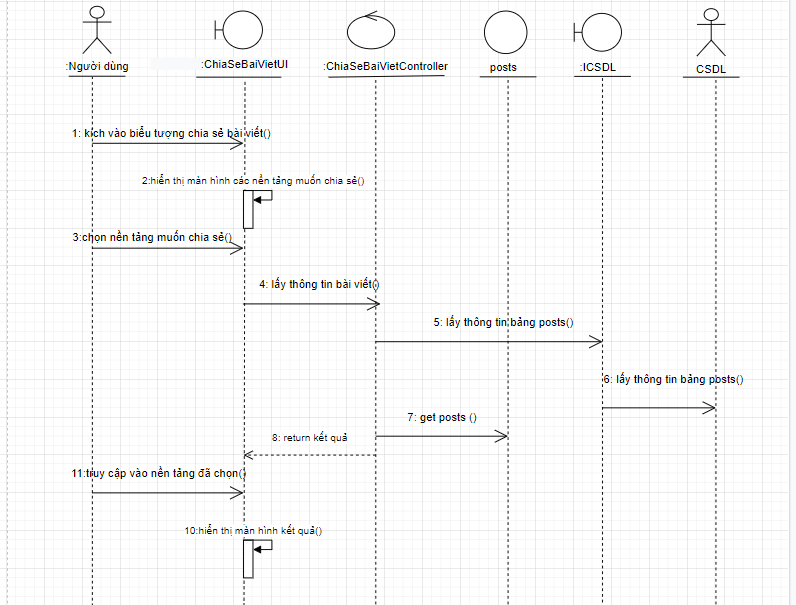 :Người dùng
:ChiaSeBaiVietUI
:ChiaSeBaiVietController
posts
:ICSDL
CSDL
1: kích vào biểu tượng chia sẻ bài viết()
2:hiển thị màn hình các nền tảng muốn chia sẻ()
3:chọn nền tảng muốn chia sẻ()
4: lấy thông tin bài viết()
5: lấy thông tin bảng posts()
6: lấy thông tin bảng posts()
7: get posts ()
8: return kết quả
11:truy cập vào nền tảng đã chọn()
10:hiển thị màn hình kết quả()